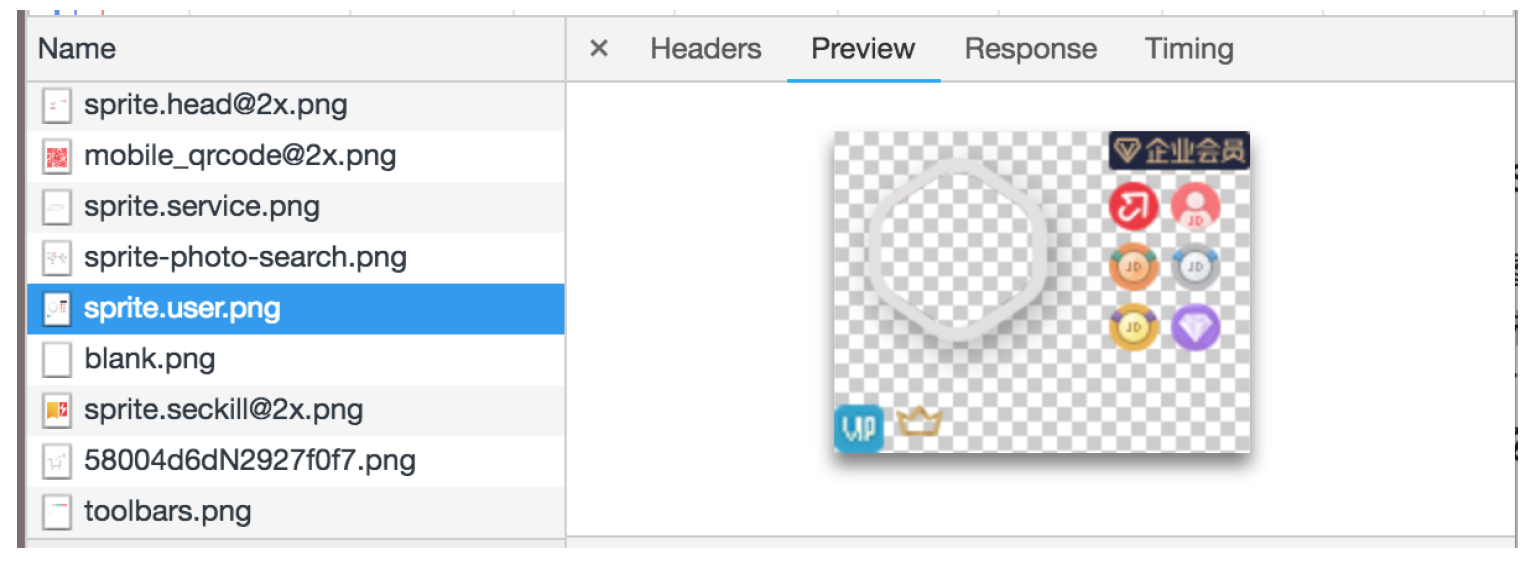 Name
× Headers Preview Response Timing
sprite.head@2x.png
mobile_qrcode@2x.png
sprite.service.png
sprite-photo-search.png
sprite.user.png
blank.png
sprite.seckill@2x.png
58004d6dN2927f0f7.png
toolbars.png
企业会员
JD
JD JD
JD
VIP